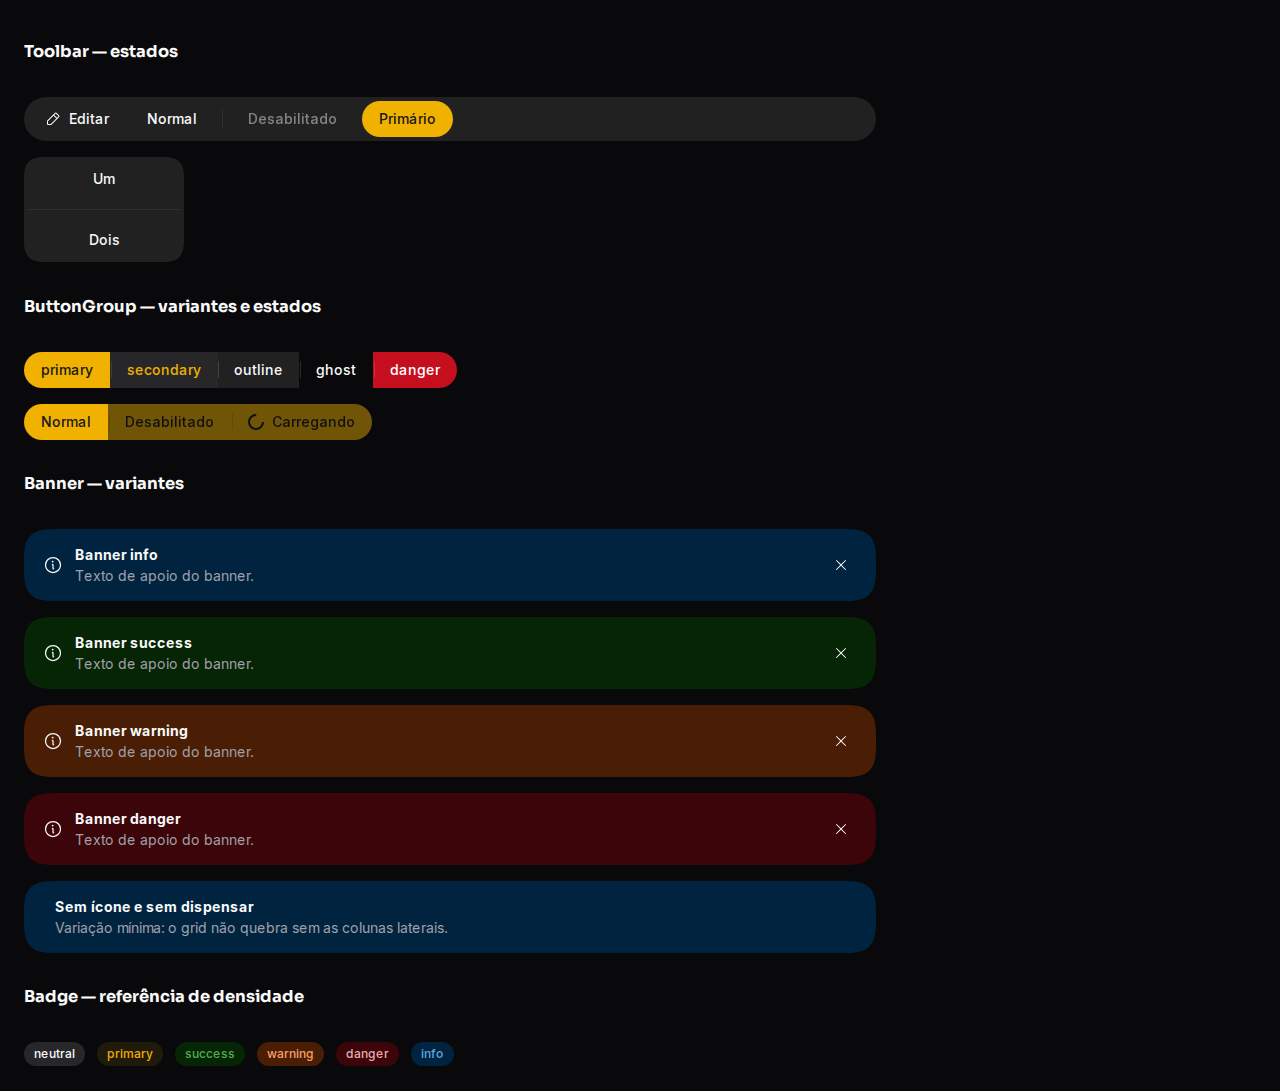 Toolbar — estados
Editar Normal Desabilitado Primário
Um
Dois
ButtonGroup — variantes e estados
primary secondary outline ghost danger
Normal Desabilitado Carregando
Banner — variantes
Banner info
Texto de apoio do banner.
Banner success
Texto de apoio do banner.
Banner warning
Texto de apoio do banner.
Banner danger
Texto de apoio do banner.
Sem ícone e sem dispensar
Variação mínima: o grid não quebra sem as colunas laterais.
Badge — referência de densidade
neutral primary success warning danger info